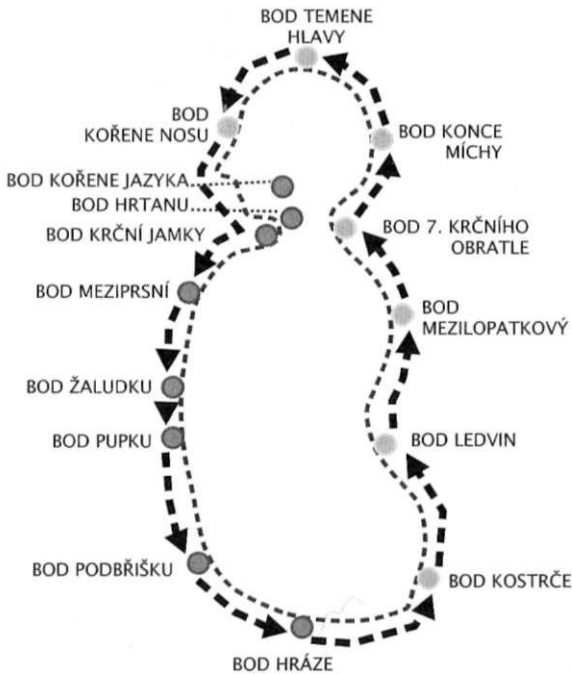 BOD TEMENE
HLAVY
BOD
KOŘENE NOSU
BOD KONCE
MÍCHY
BOD KOŘENE JAZYKA
BOD HRTANU
BOD KRČNÍ JAMKY
BOD 7. KRČNÍHO
OBRATLE
BOD MEZIPRSNÍ
BOD
MEZILOPATKOVÝ
BOD ŽALUDKU
BOD PUPKU
BOD LEDVIN
BOD PODBŘIŠKU
BOD KOSTRČE
BOD HRÁZE